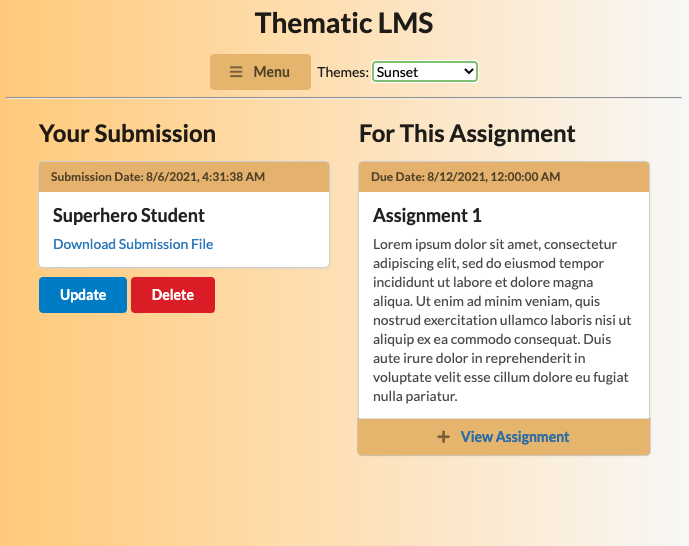 Thematic LMS
Menu
Themes: Sunset
Your Submission
Submission Date: 8/6/2021, 4:31:38 AM
Superhero Student
Download Submission File
Update Delete
For This Assignment
Due Date: 8/12/2021, 12:00:00 AM
Assignment 1
Lorem ipsum dolor sit amet, consectetur
adipiscing elit, sed do eiusmod tempor
incididunt ut labore et dolore magna
aliqua. Ut enim ad minim veniam, quis
nostrud exercitation ullamco laboris nisi ut
aliquip ex ea commodo consequat. Duis
aute irure dolor in reprehenderit in
voluptate velit esse cillum dolore eu fugiat
nulla pariatur.
View Assignment